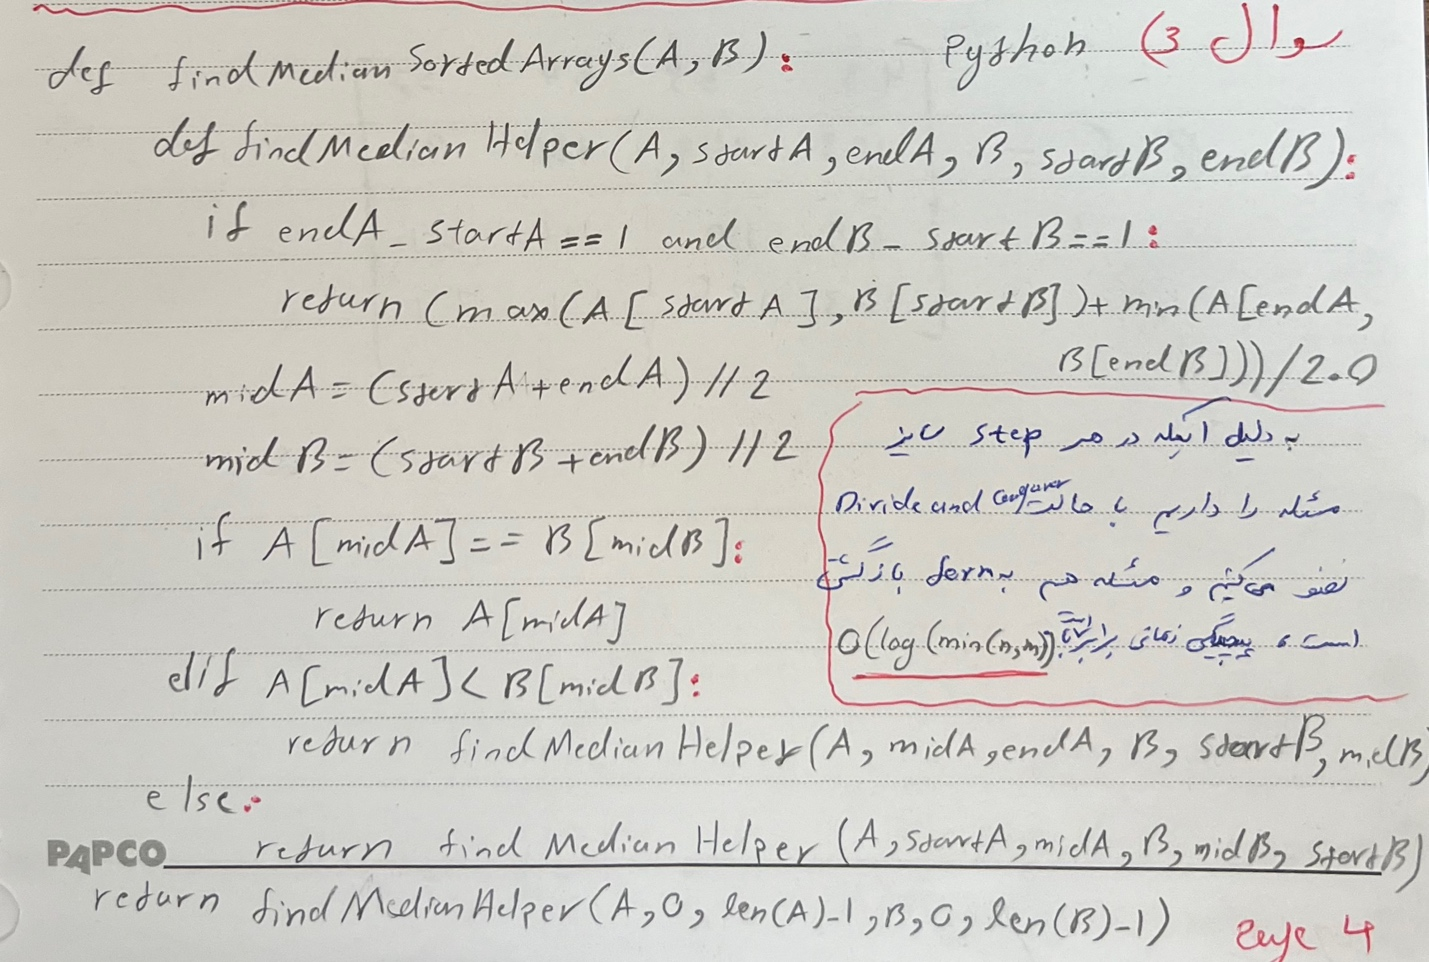 سوال 3) Python
def findMedianSortedArrays(A, B):
def findMedianHelper(A, startA, endA, B, startB, endB):
if endA - startA == 1 and endB - startB == 1:
return (max(A[startA], B[startB]) + min(A[endA,
B[endB]))) / 2.0
midA = (startA + endA) // 2
midB = (startB + endB) // 2
if A[midA] == B[midB]:
return A[midA]
elif A[midA] < B[midB]:
return findMedianHelper(A, midA, endA, B, startB, midB)
else:
return findMedianHelper(A, startA, midA, B, midB, startB)
return findMedianHelper(A, 0, len(A)-1, B, 0, len(B)-1)
به دلیل اینکه در هر step سایز
مسئله را داریم با حالت Divide and Conquer
نصف می‌کنیم و مسئله هم به form بازگشتی
است، پیچیدگی زمانی برابر است با O(log(min(n,m))
PAPCO
صفحه 4